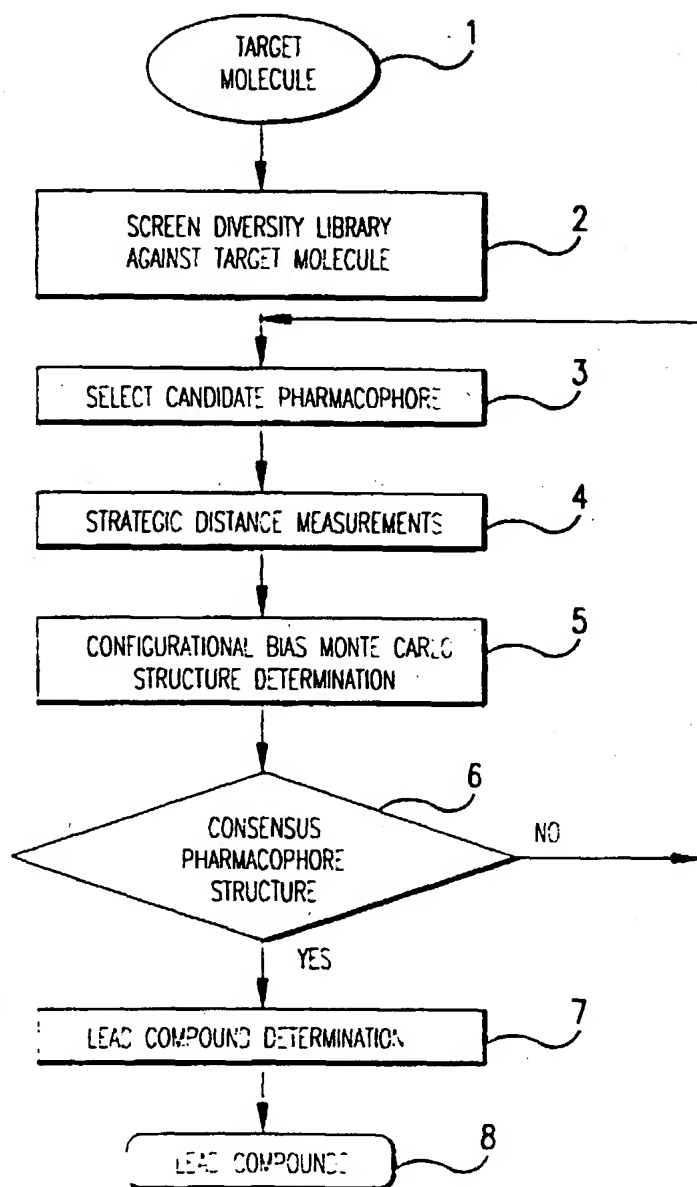 1
TARGET
MOLECULE
2
SCREEN DIVERSITY LIBRARY
AGAINST TARGET MOLECULE
3
SELECT CANDIDATE PHARMACOPHORE
4
STRATEGIC DISTANCE MEASUREMENTS
5
CONFIGURATIONAL BIAS MONTE CARLO
STRUCTURE DETERMINATION
6
CONSENSUS
PHARMACOPHORE
STRUCTURE
NO
YES
7
LEAD COMPOUND DETERMINATION
8
LEAD COMPOUNDS